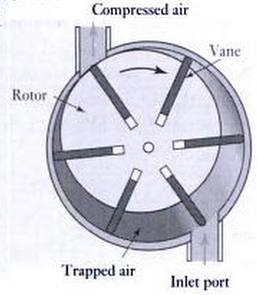 Compressed air
Vane
Rotor
Trapped air
Inlet port